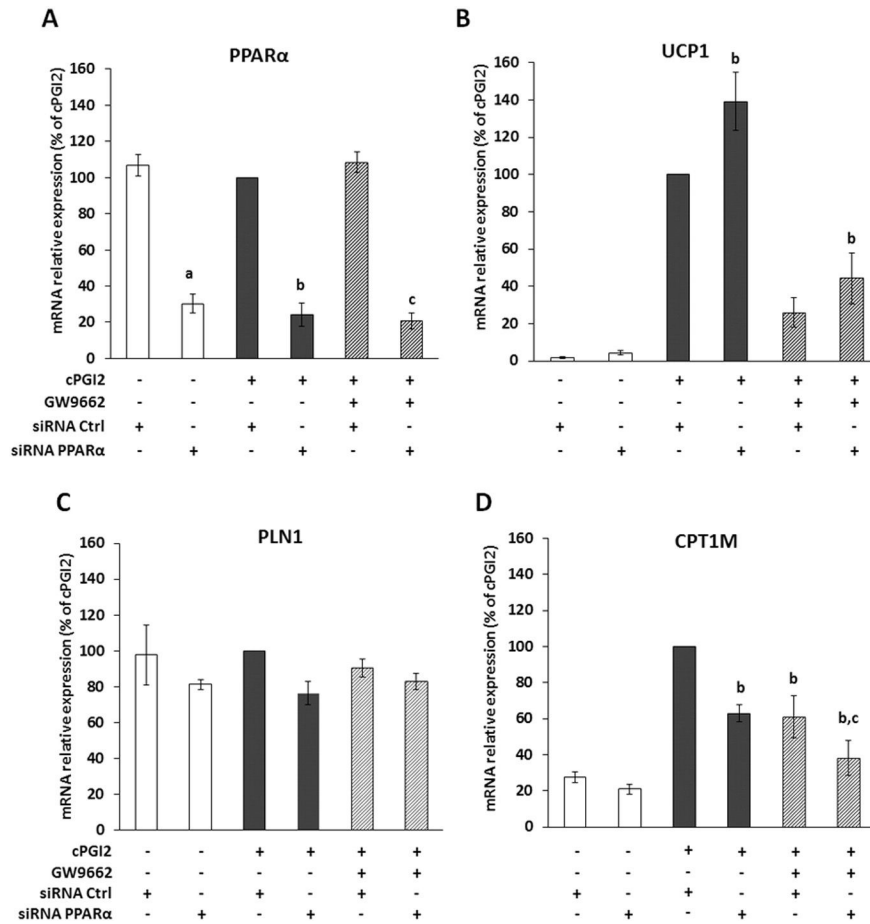 A
PPARα
mRNA relative expression (% of cPGI2)
160
140
120
100
80
60
40
20
0
a
b
c
cPGI2 - - + + + +
GW9662 - - - - + +
siRNA Ctrl + - + - + -
siRNA PPARα - + - + - +
B
UCP1
mRNA relative expression (% of cPGI2)
160
140
120
100
80
60
40
20
0
b
b
- - + + + +
- - - - + +
+ - + - + -
- + - + - +
C
PLN1
mRNA relative expression (% of cPGI2)
160
140
120
100
80
60
40
20
0
cPGI2 - - + + + +
GW9662 - - - - + +
siRNA Ctrl + - + - + -
siRNA PPARα - + - + - +
D
CPT1M
mRNA relative expression (% of cPGI2)
160
140
120
100
80
60
40
20
0
b
b
b,c
- - + + + +
- - - - + +
+ - + - + -
- + - + - +